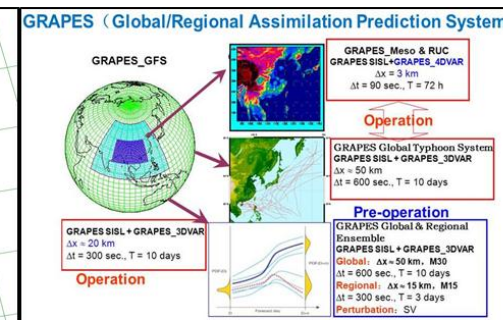 GRAPES (Global/Regional Assimilation Prediction System
GRAPES_GFS
GRAPES_Meso & RUC
GRAPES SISL+GRAPES_4DVAR
Δx = 3 km
Δt = 90 sec., T = 72 h
Operation
GRAPES Global Typhoon System
GRAPES SISL + GRAPES_3DVAR
Δx ≈ 50 km
Δt = 600 sec., T = 10 days
Pre-operation
GRAPES SISL + GRAPES_3DVAR
Δx ≈ 20 km
Δt = 300 sec., T = 10 days
Operation
GRAPES Global & Regional
Ensemble
GRAPES SISL + GRAPES_3DVAR
Global: Δx ≈ 50 km, M30
Δt = 600 sec., T = 10 days
Regional: Δx ≈ 15 km, M15
Δt = 300 sec., T = 3 days
Perturbation: SV